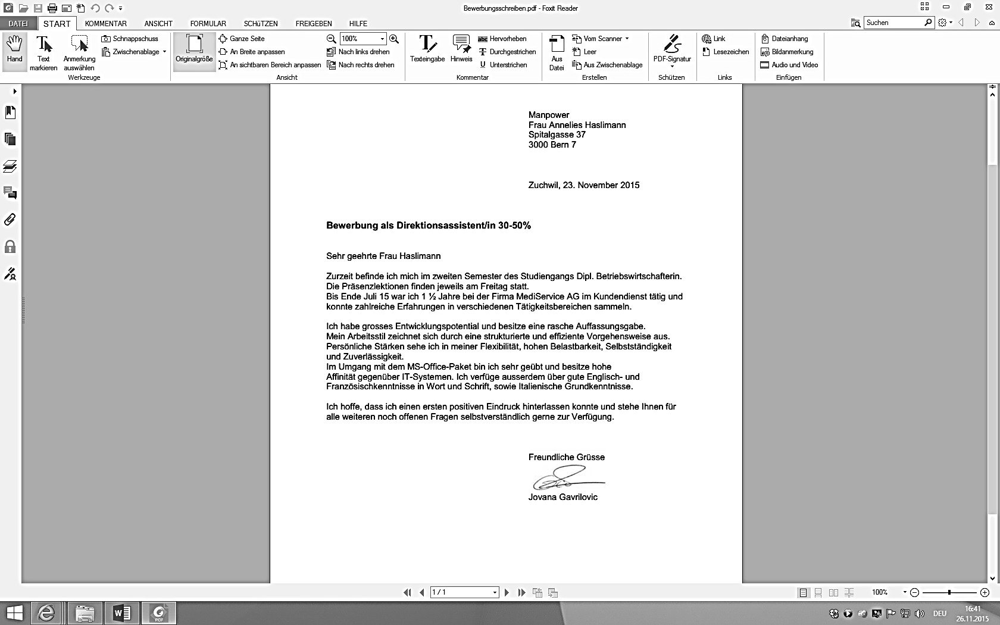 Bewerbungsschreiben.pdf - Foxit Reader
DATEI START KOMMENTAR ANSICHT FORMULAR SCHüTZEN FREIGEBEN HILFE Suchen
Hand
Text markieren
Anmerkung auswählen
Schnappschuss
Zwischenablage
Werkzeuge
Originalgröße
Ganze Seite
An Breite anpassen
An sichtbaren Bereich anpassen
100%
Nach links drehen
Nach rechts drehen
Ansicht
Texteingabe
Hinweis
abc Hervorheben
T Durchgestrichen
U Unterstrichen
Kommentar
Aus Datei
Vom Scanner
Leer
Aus Zwischenablage
Erstellen
PDF-Signatur
Schützen
Link
Lesezeichen
Links
Dateianhang
Bildanmerkung
Audio und Video
Einfügen
Manpower
Frau Annelies Haslimann
Spitalgasse 37
3000 Bern 7
Zuchwil, 23. November 2015
Bewerbung als Direktionsassistent/in 30-50%
Sehr geehrte Frau Haslimann
Zurzeit befinde ich mich im zweiten Semester des Studiengangs Dipl. Betriebswirtschafterin.
Die Präsenzlektionen finden jeweils am Freitag statt.
Bis Ende Juli 15 war ich 1 ½ Jahre bei der Firma MediService AG im Kundendienst tätig und
konnte zahlreiche Erfahrungen in verschiedenen Tätigkeitsbereichen sammeln.
Ich habe grosses Entwicklungspotential und besitze eine rasche Auffassungsgabe.
Mein Arbeitsstil zeichnet sich durch eine strukturierte und effiziente Vorgehensweise aus.
Persönliche Stärken sehe ich in meiner Flexibilität, hohen Belastbarkeit, Selbstständigkeit
und Zuverlässigkeit.
Im Umgang mit dem MS-Office-Paket bin ich sehr geübt und besitze hohe
Affinität gegenüber IT-Systemen. Ich verfüge ausserdem über gute Englisch- und
Französischkenntnisse in Wort und Schrift, sowie Italienische Grundkenntnisse.
Ich hoffe, dass ich einen ersten positiven Eindruck hinterlassen konnte und stehe Ihnen für
alle weiteren noch offenen Fragen selbstverständlich gerne zur Verfügung.
Freundliche Grüsse
Jovana Gavrilovic
1 / 1
100%
PDF
DEU
16:41
26.11.2015